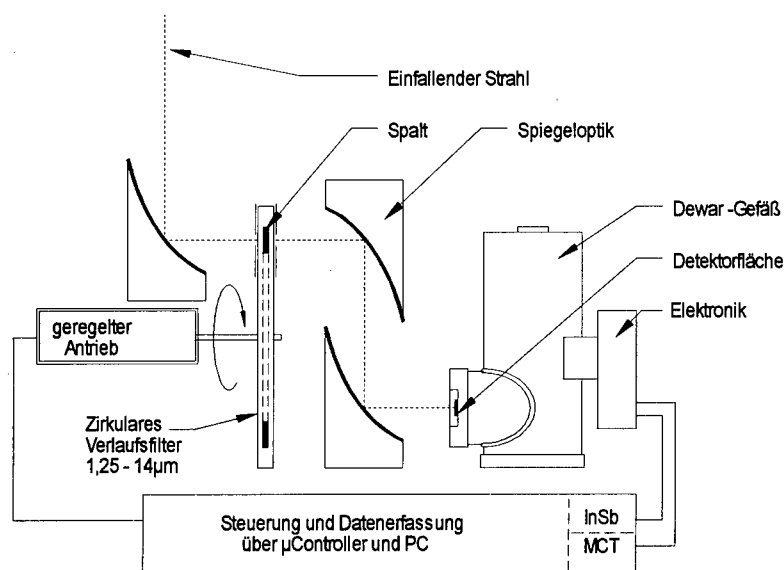 Einfallender Strahl
Spalt
Spiegeloptik
Dewar -Gefäß
Detektorfläche
Elektronik
geregelter
Antrieb
Zirkulares
Verlaufsfilter
1,25 - 14µm
Steuerung und Datenerfassung
über µController und PC
InSb
MCT